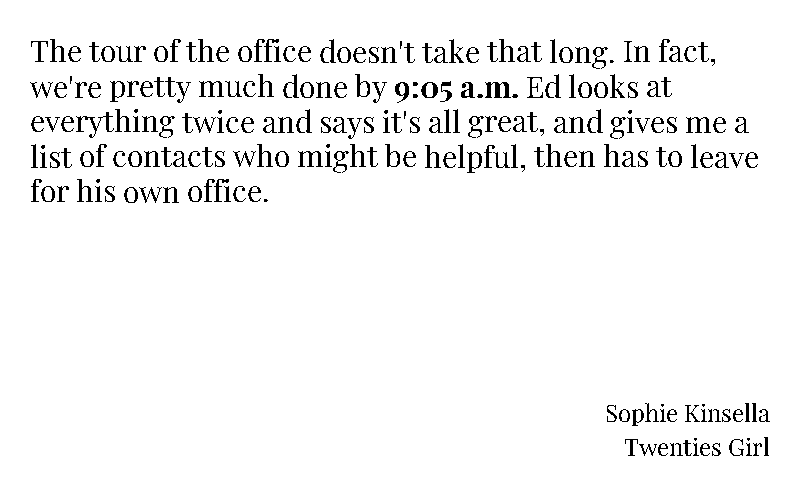 The tour of the office doesn't take that long. In fact,
we're pretty much done by 9:05 a.m. Ed looks at
everything twice and says it's all great, and gives me a
list of contacts who might be helpful, then has to leave
for his own office.
Sophie Kinsella
Twenties Girl